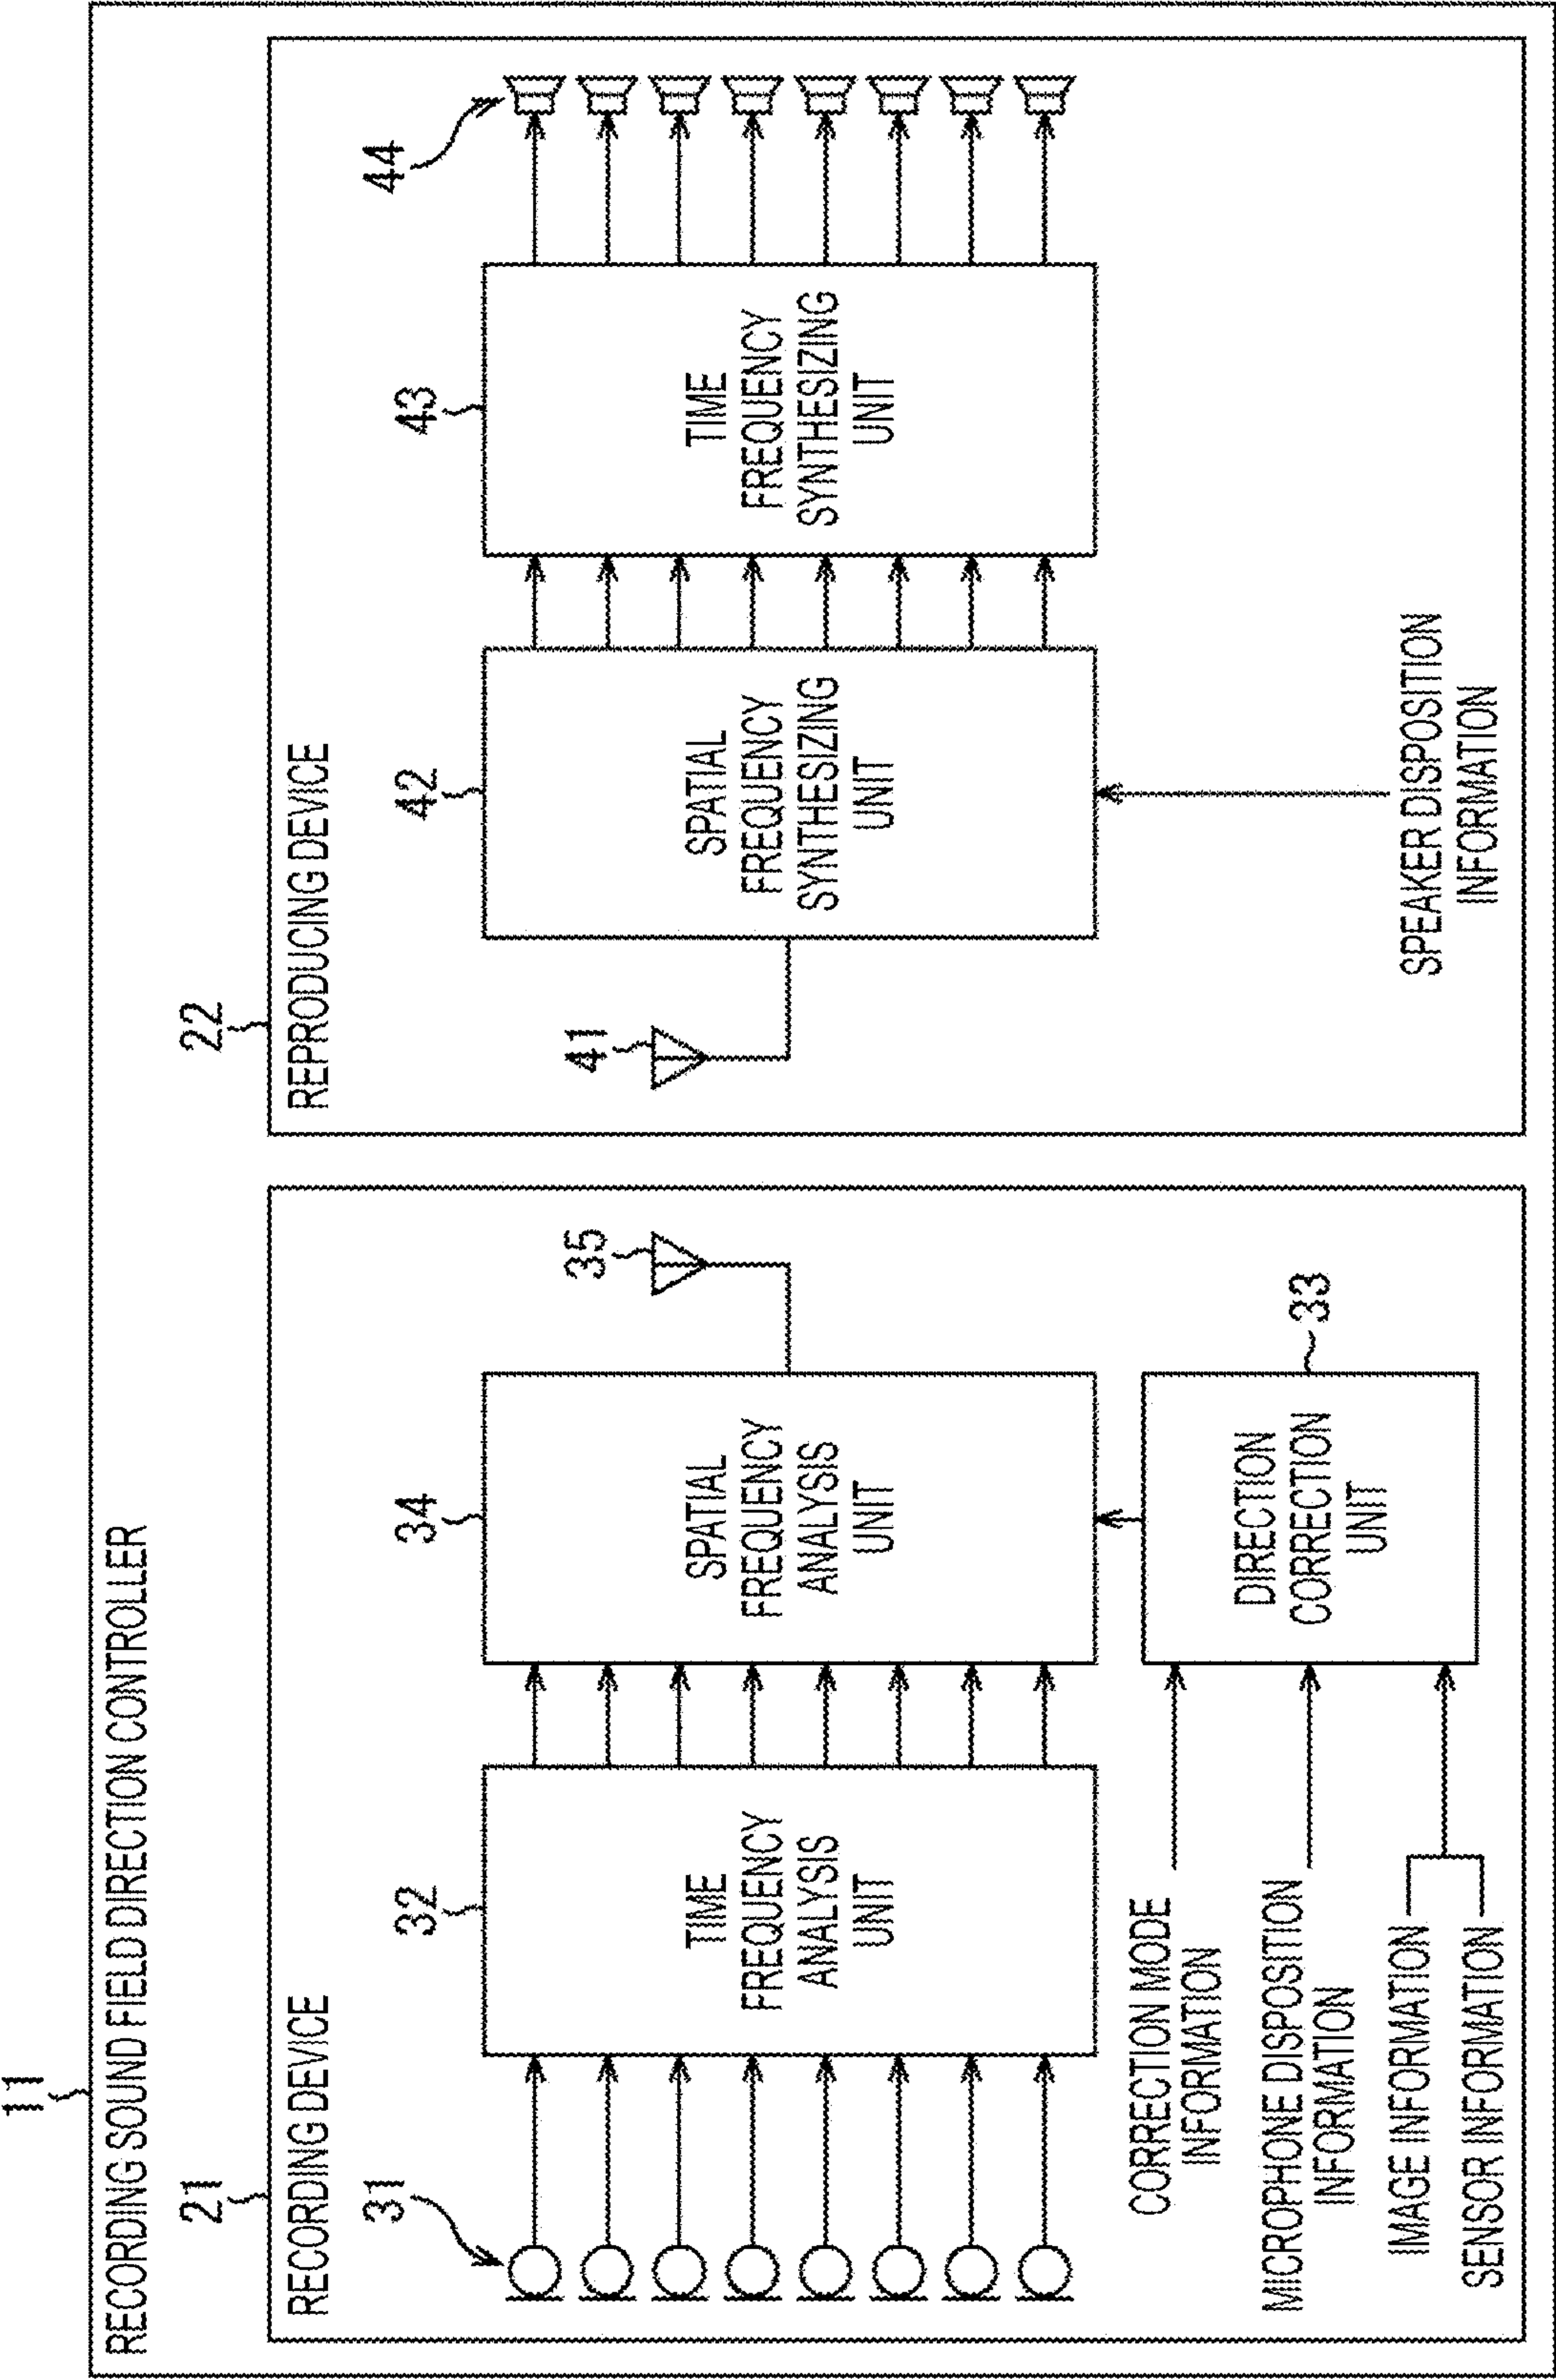 11
RECORDING SOUND FIELD DIRECTION CONTROLLER
21
RECORDING DEVICE
31
32
TIME
FREQUENCY
ANALYSIS
UNIT
34
SPATIAL
FREQUENCY
ANALYSIS
UNIT
35
CORRECTION MODE
INFORMATION
MICROPHONE DISPOSITION
INFORMATION
IMAGE INFORMATION
SENSOR INFORMATION
DIRECTION
CORRECTION
UNIT
33
22
REPRODUCING DEVICE
41
42
SPATIAL
FREQUENCY
SYNTHESIZING
UNIT
43
TIME
FREQUENCY
SYNTHESIZING
UNIT
44
SPEAKER DISPOSITION
INFORMATION